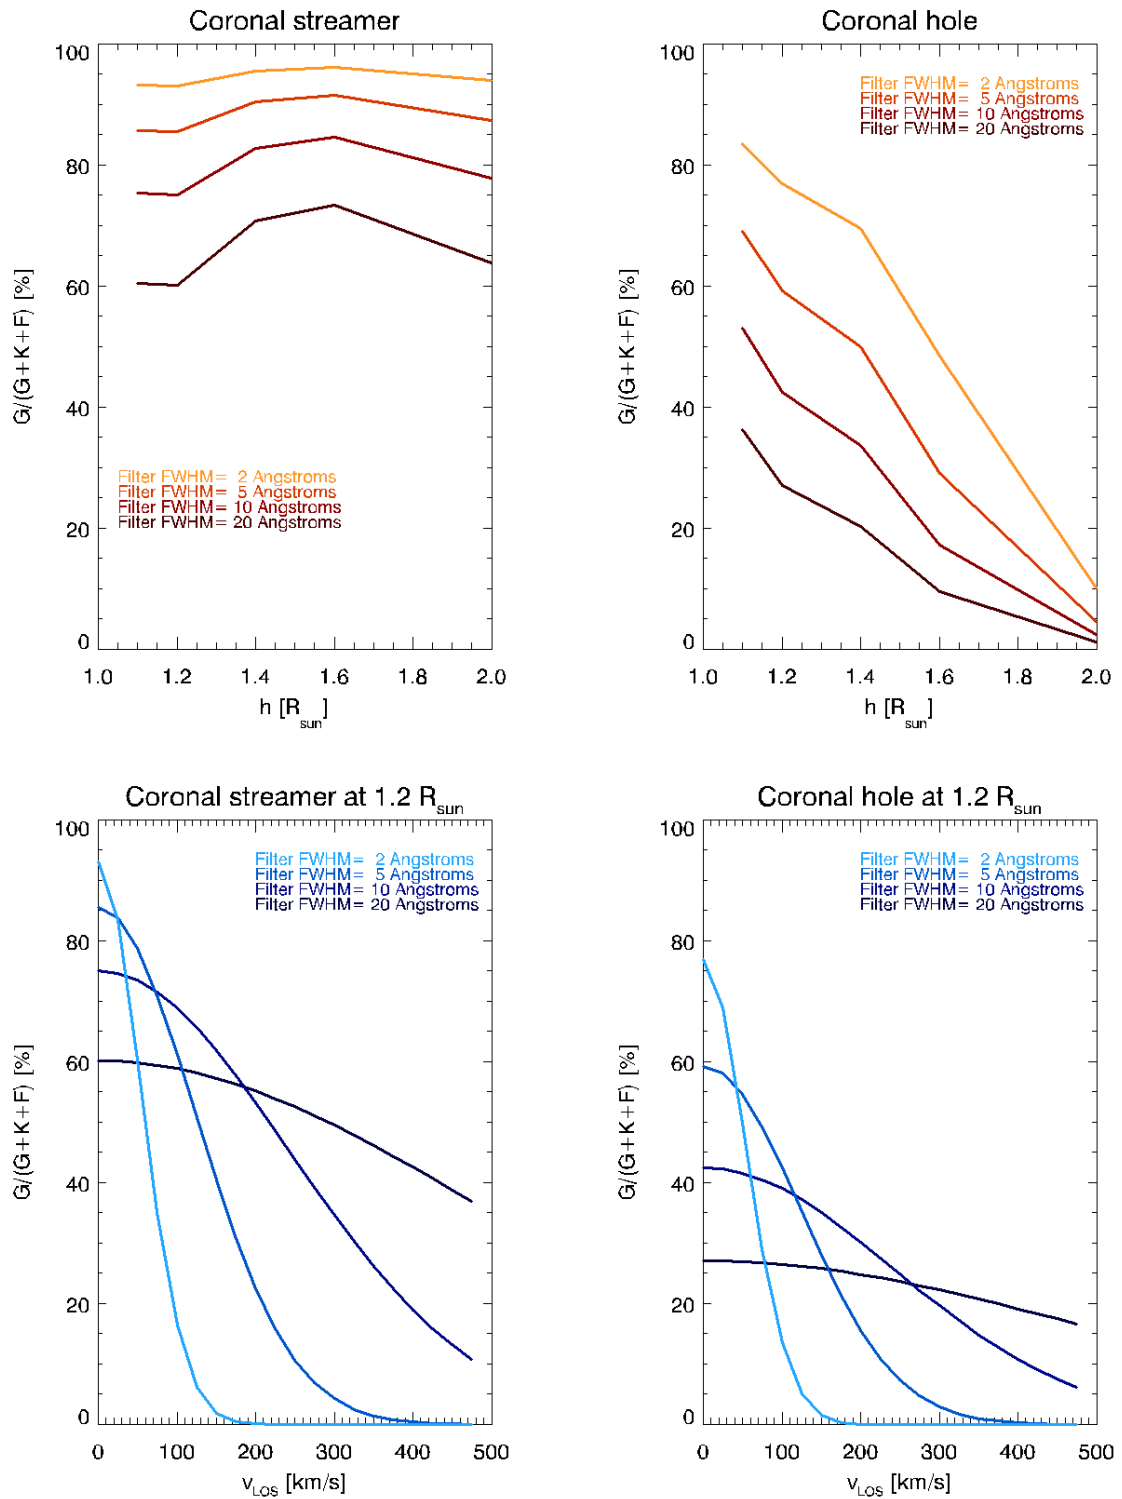 Coronal streamer
100
80
60
40
20
0
G/(G+K+F) [%]
Filter FWHM= 2 Angstroms
Filter FWHM= 5 Angstroms
Filter FWHM= 10 Angstroms
Filter FWHM= 20 Angstroms
1.0 1.2 1.4 1.6 1.8 2.0
h [Rsun]
Coronal hole
100
80
60
40
20
0
G/(G+K+F) [%]
Filter FWHM= 2 Angstroms
Filter FWHM= 5 Angstroms
Filter FWHM= 10 Angstroms
Filter FWHM= 20 Angstroms
1.0 1.2 1.4 1.6 1.8 2.0
h [Rsun]
Coronal streamer at 1.2 Rsun
100
80
60
40
20
0
G/(G+K+F) [%]
Filter FWHM= 2 Angstroms
Filter FWHM= 5 Angstroms
Filter FWHM= 10 Angstroms
Filter FWHM= 20 Angstroms
0 100 200 300 400 500
vLOS [km/s]
Coronal hole at 1.2 Rsun
100
80
60
40
20
0
G/(G+K+F) [%]
Filter FWHM= 2 Angstroms
Filter FWHM= 5 Angstroms
Filter FWHM= 10 Angstroms
Filter FWHM= 20 Angstroms
0 100 200 300 400 500
vLOS [km/s]